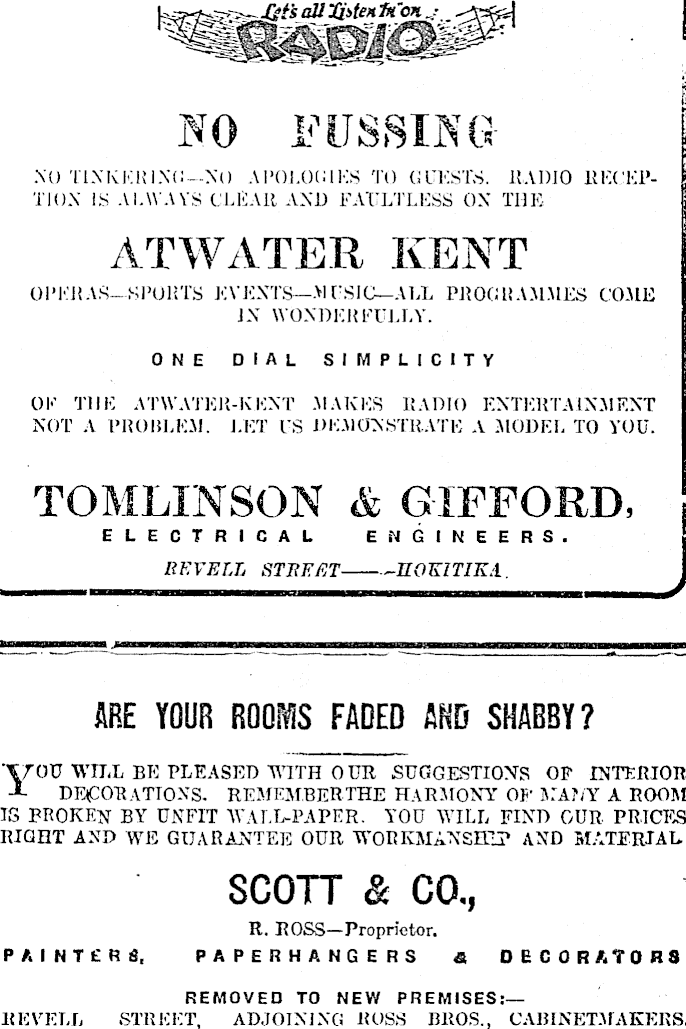 Let's all "Listen In" on
RADIO
NO FUSSING
NO TINKERING—NO APOLOGIES TO GUESTS. RADIO RECEP-
TION IS ALWAYS CLEAR AND FAULTLESS ON THE
ATWATER KENT
OPERAS—SPORTS EVENTS—MUSIC—ALL PROGRAMMES COME
IN WONDERFULLY.
ONE DIAL SIMPLICITY
OF THE ATWATER-KENT MAKES RADIO ENTERTAINMENT
NOT A PROBLEM. LET US DEMONSTRATE A MODEL TO YOU.
TOMLINSON & GIFFORD,
ELECTRICAL ENGINEERS.
REVELL STREET——HOKITIKA.
ARE YOUR ROOMS FADED AND SHABBY?
YOU WILL BE PLEASED WITH OUR SUGGESTIONS OF INTERIOR
DECORATIONS. REMEMBER THE HARMONY OF MANY A ROOM
IS BROKEN BY UNFIT WALL-PAPER. YOU WILL FIND OUR PRICES
RIGHT AND WE GUARANTEE OUR WORKMANSHIP AND MATERIAL
SCOTT & CO.,
R. ROSS—Proprietor.
PAINTERS, PAPERHANGERS & DECORATORS
REMOVED TO NEW PREMISES:—
REVELL STREET, ADJOINING ROSS BROS., CABINETMAKERS.